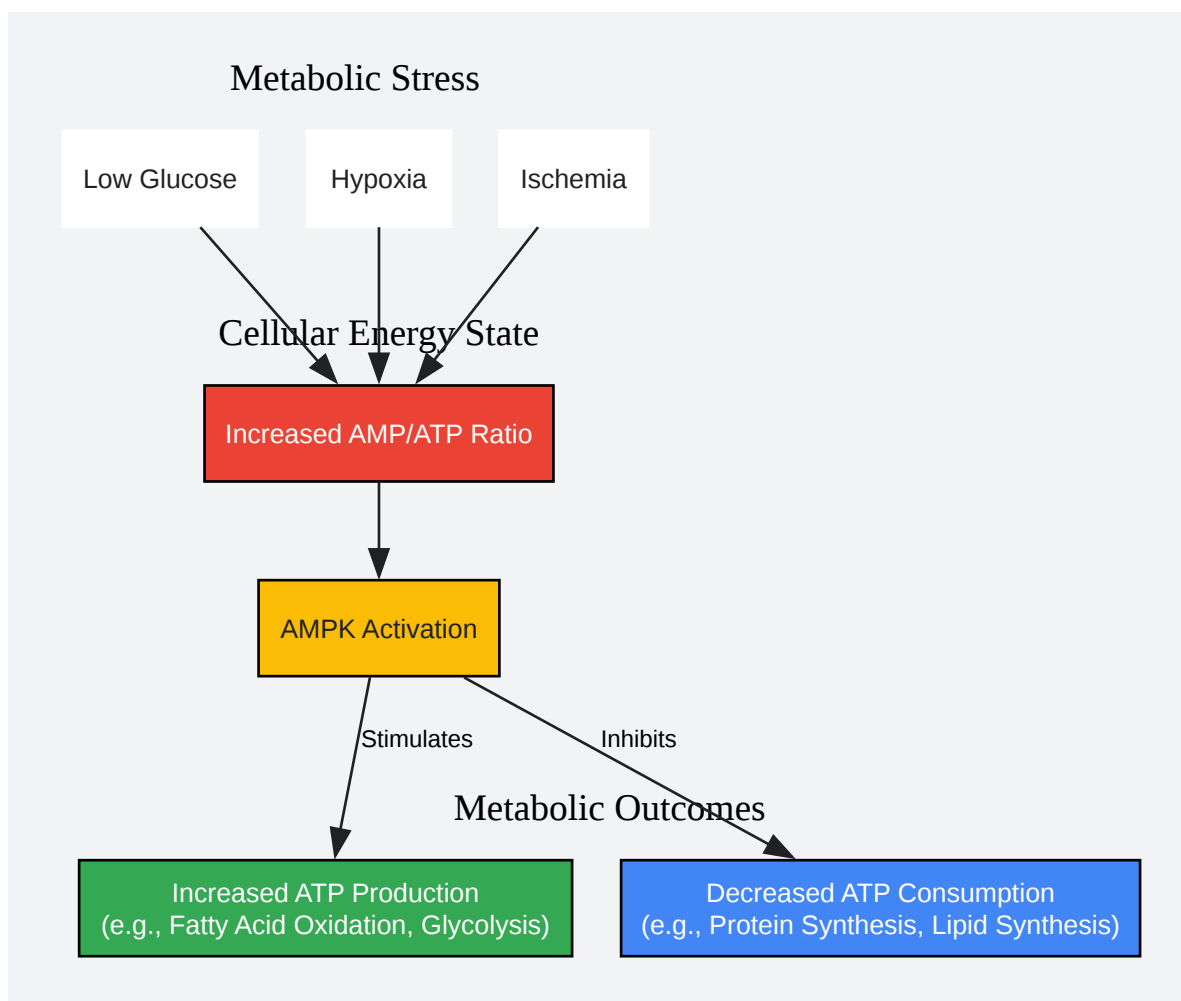 Metabolic Stress
Low Glucose
Hypoxia
Ischemia
Cellular Energy State
Increased AMP/ATP Ratio
AMPK Activation
Stimulates
Inhibits
Metabolic Outcomes
Increased ATP Production
(e.g., Fatty Acid Oxidation, Glycolysis)
Decreased ATP Consumption
(e.g., Protein Synthesis, Lipid Synthesis)